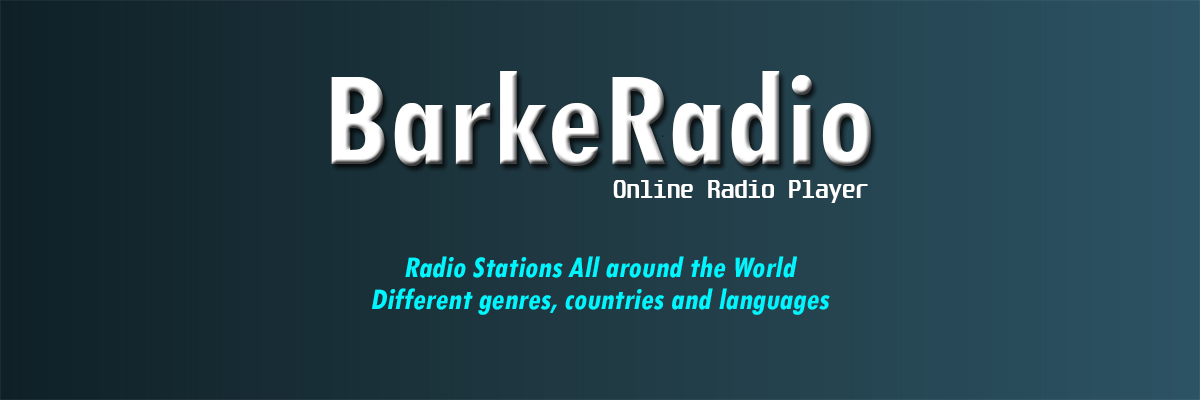 BarkeRadio
Online Radio Player
Radio Stations All around the World
Different genres, countries and languages